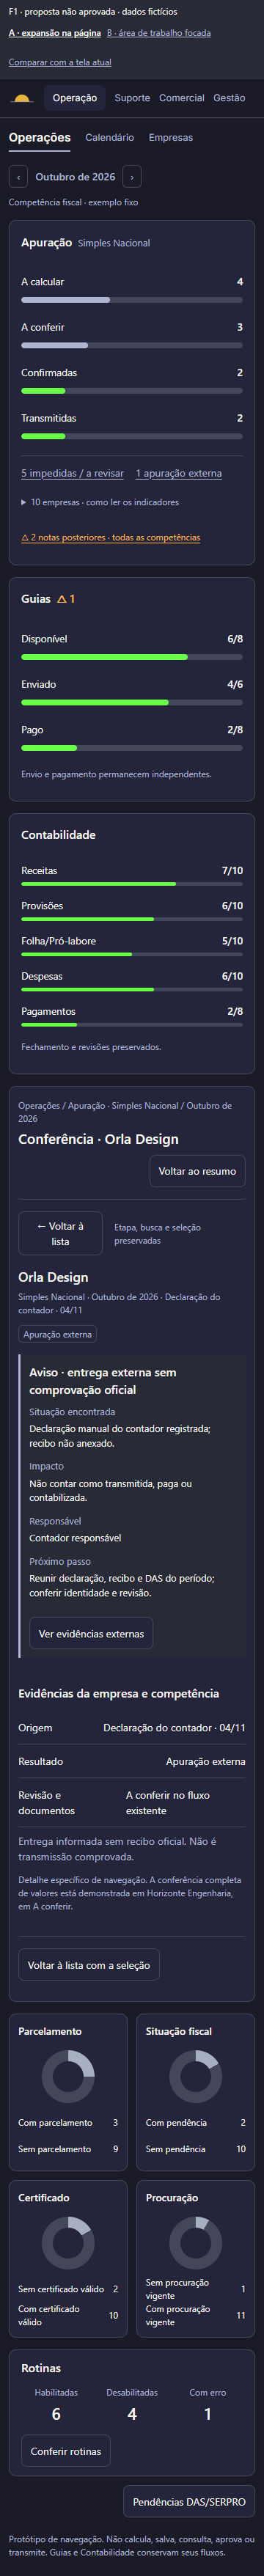 F1 · proposta não aprovada · dados fictícios
A · expansão na página B · área de trabalho focada
Comparar com a tela atual
Operação Suporte Comercial Gestão
Operações Calendário Empresas
‹ Outubro de 2026 ›
Competência fiscal · exemplo fixo
Apuração Simples Nacional
A calcular 4
A conferir 3
Confirmadas 2
Transmitidas 2
5 impedidas / a revisar 1 apuração externa
▶ 10 empresas · como ler os indicadores
△ 2 notas posteriores · todas as competências
Guias △ 1
Disponível 6/8
Enviado 4/6
Pago 2/8
Envio e pagamento permanecem independentes.
Contabilidade
Receitas 7/10
Provisões 6/10
Folha/Pró-labore 5/10
Despesas 6/10
Pagamentos 2/8
Fechamento e revisões preservados.
Operações / Apuração · Simples Nacional / Outubro de
2026
Conferência · Orla Design
Voltar ao resumo
← Voltar à
lista
Etapa, busca e seleção
preservadas
Orla Design
Simples Nacional · Outubro de 2026 · Declaração do
contador · 04/11
Apuração externa
Aviso · entrega externa sem
comprovação oficial
Situação encontrada
Declaração manual do contador registrada;
recibo não anexado.
Impacto
Não contar como transmitida, paga ou
contabilizada.
Responsável
Contador responsável
Próximo passo
Reunir declaração, recibo e DAS do período;
conferir identidade e revisão.
Ver evidências externas
Evidências da empresa e competência
Origem Declaração do contador · 04/11
Resultado Apuração externa
Revisão e
documentos
A conferir no fluxo
existente
Entrega informada sem recibo oficial. Não é
transmissão comprovada.
Detalhe específico de navegação. A conferência completa
de valores está demonstrada em Horizonte Engenharia,
em A conferir.
Voltar à lista com a seleção
Parcelamento
Com parcelamento 3
Sem parcelamento 9
Situação fiscal
Com pendência 2
Sem pendência 10
Certificado
Sem certificado válido 2
Com certificado
válido 10
Procuração
Sem procuração
vigente 1
Com procuração
vigente 11
Rotinas
Habilitadas Desabilitadas Com erro
6 4 1
Conferir rotinas
Pendências DAS/SERPRO
Protótipo de navegação. Não calcula, salva, consulta, aprova ou
transmite. Guias e Contabilidade conservam seus fluxos.